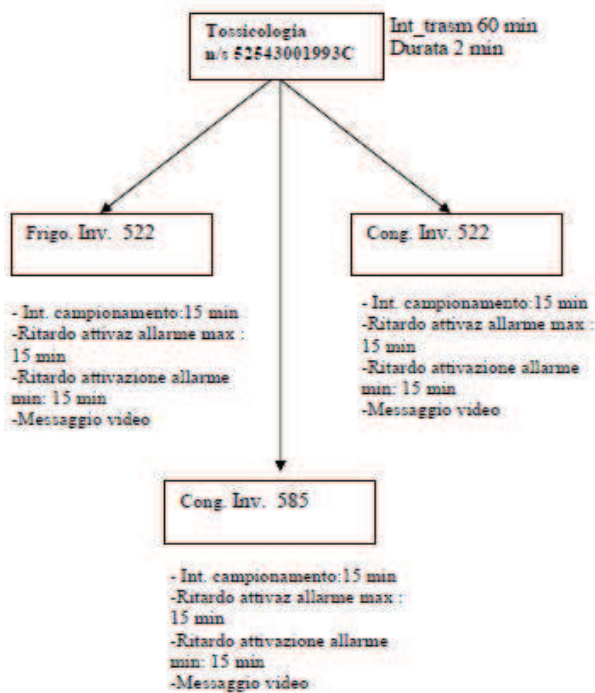 Tossicologia
n/s 52543001993C
Int_trasm 60 min
Durata 2 min
Frigo. Inv. 522
- Int. campionamento:15 min
-Ritardo attivaz allarme max :
15 min
-Ritardo attivazione allarme
min: 15 min
-Messaggio video
Cong. Inv. 522
- Int. campionamento:15 min
-Ritardo attivaz allarme max :
15 min
-Ritardo attivazione allarme
min: 15 min
-Messaggio video
Cong. Inv. 585
- Int. campionamento:15 min
-Ritardo attivaz allarme max :
15 min
-Ritardo attivazione allarme
min: 15 min
-Messaggio video